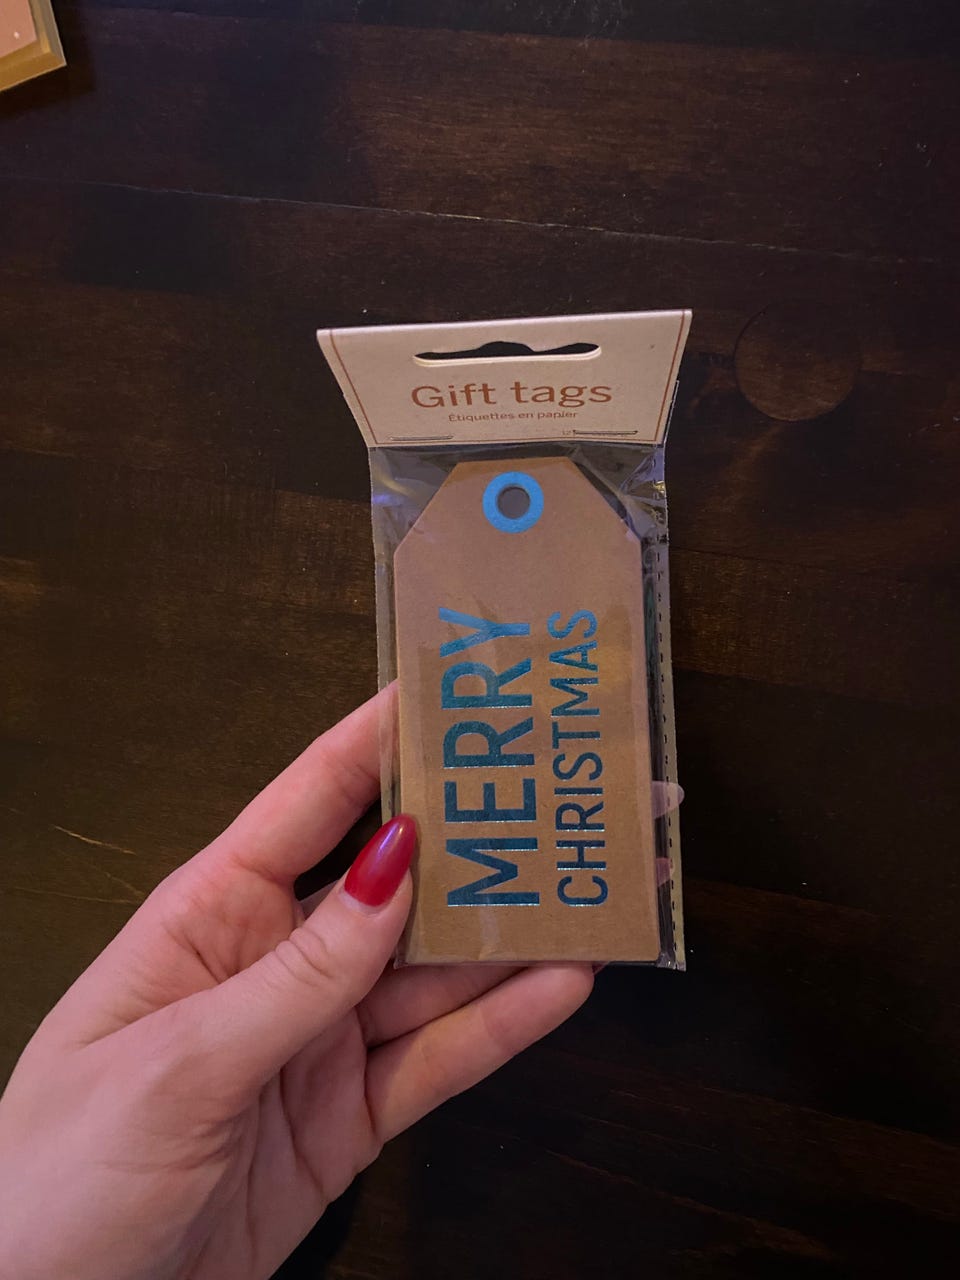 Gift tags
Étiquettes en papier
MERRY
CHRISTMAS